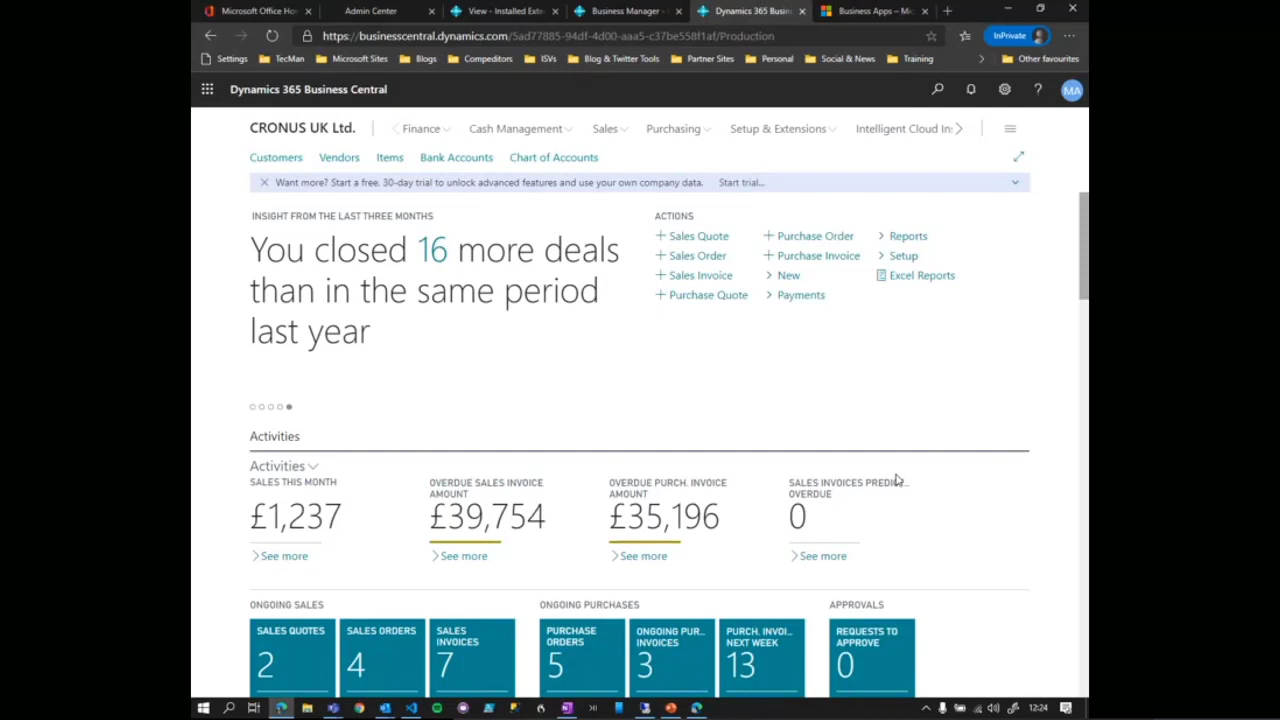 Microsoft Office Ho
Admin Center
View - Installed Ext
Business Manager -
Dynamics 365 Busin
Business Apps – Mic
https://businesscentral.dynamics.com/5ad77885-94df-4d00-aaa5-c37be558f1af/Production
InPrivate
Settings
TecMan
Microsoft Sites
Blogs
Compeditors
ISVs
Blog & Twitter Tools
Partner Sites
Personal
Social & News
Training
Other favourites
Dynamics 365 Business Central
MA
CRONUS UK Ltd.
Finance
Cash Management
Sales
Purchasing
Setup & Extensions
Intelligent Cloud In:
Customers
Vendors
Items
Bank Accounts
Chart of Accounts
Want more? Start a free, 30-day trial to unlock advanced features and use your own company data.
Start trial...
INSIGHT FROM THE LAST THREE MONTHS
You closed 16 more deals
than in the same period
last year
ACTIONS
+ Sales Quote
+ Purchase Order
> Reports
+ Sales Order
+ Purchase Invoice
> Setup
+ Sales Invoice
> New
Excel Reports
+ Purchase Quote
> Payments
Activities
Activities
SALES THIS MONTH
£1,237
>See more
OVERDUE SALES INVOICE
AMOUNT
£39,754
>See more
OVERDUE PURCH. INVOICE
AMOUNT
£35,196
>See more
SALES INVOICES PREDIC...
OVERDUE
0
>See more
ONGOING SALES
SALES QUOTES
2
SALES ORDERS
4
SALES
INVOICES
7
ONGOING PURCHASES
PURCHASE
ORDERS
5
ONGOING PUR...
INVOICES
3
PURCH. INVOI...
NEXT WEEK
13
APPROVALS
REQUESTS TO
APPROVE
0
12:24